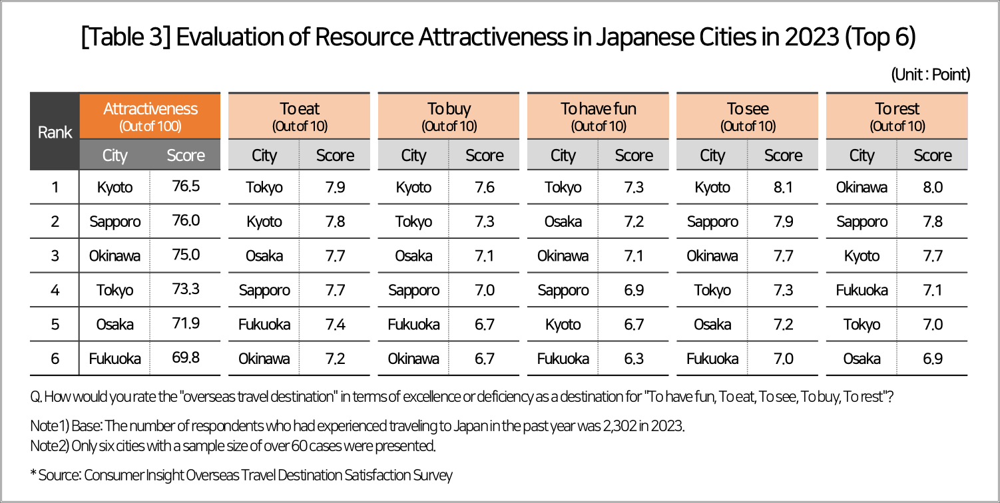 [Table 3] Evaluation of Resource Attractiveness in Japanese Cities in 2023 (Top 6)
(Unit : Point)
Rank Attractiveness (Out of 100) To eat (Out of 10) To buy (Out of 10) To have fun (Out of 10) To see (Out of 10) To rest (Out of 10)
City Score City Score City Score City Score City Score City Score
1 Kyoto 76.5 Tokyo 7.9 Kyoto 7.6 Tokyo 7.3 Kyoto 8.1 Okinawa 8.0
2 Sapporo 76.0 Kyoto 7.8 Tokyo 7.3 Osaka 7.2 Sapporo 7.9 Sapporo 7.8
3 Okinawa 75.0 Osaka 7.7 Osaka 7.1 Okinawa 7.1 Okinawa 7.7 Kyoto 7.7
4 Tokyo 73.3 Sapporo 7.7 Sapporo 7.0 Sapporo 6.9 Tokyo 7.3 Fukuoka 7.1
5 Osaka 71.9 Fukuoka 7.4 Fukuoka 6.7 Kyoto 6.7 Osaka 7.2 Tokyo 7.0
6 Fukuoka 69.8 Okinawa 7.2 Okinawa 6.7 Fukuoka 6.3 Fukuoka 7.0 Osaka 6.9
Q. How would you rate the "overseas travel destination" in terms of excellence or deficiency as a destination for "To have fun, To eat, To see, To buy, To rest"?
Note1) Base: The number of respondents who had experienced traveling to Japan in the past year was 2,302 in 2023.
Note2) Only six cities with a sample size of over 60 cases were presented.
* Source: Consumer Insight Overseas Travel Destination Satisfaction Survey